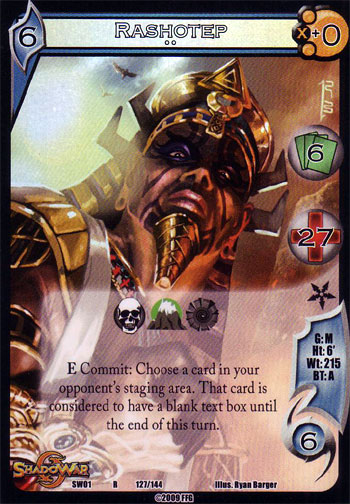 6
RASHOTEP
X+0
6
27
G: M
Ht: 6'
Wt: 215
BT: A
E Commit: Choose a card in your
opponent's staging area. That card is
considered to have a blank text box until
the end of this turn.
6
SHADOWAR
SW01 R 127/144 Illus. Ryan Barger
©2009 FFG